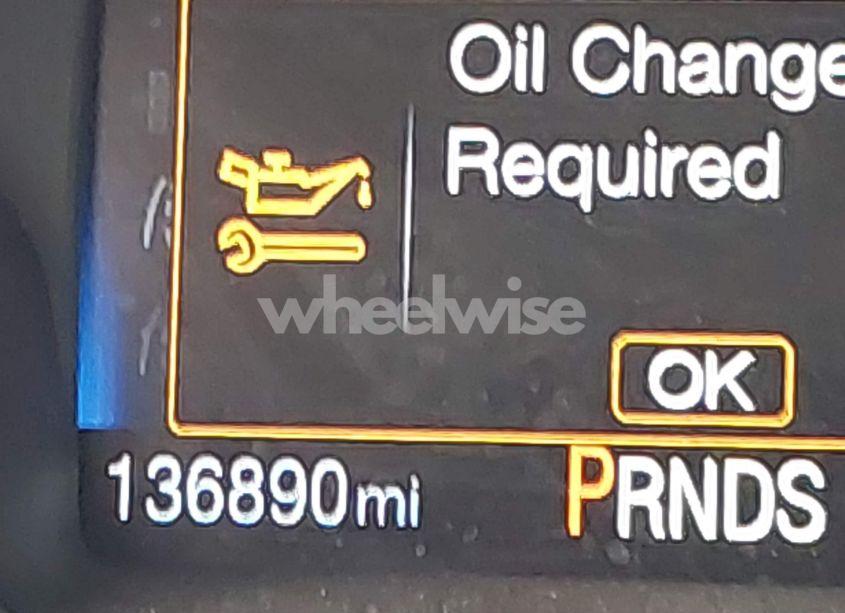 Oil Change
Required
wheelwise
OK
136890mi
PRNDS